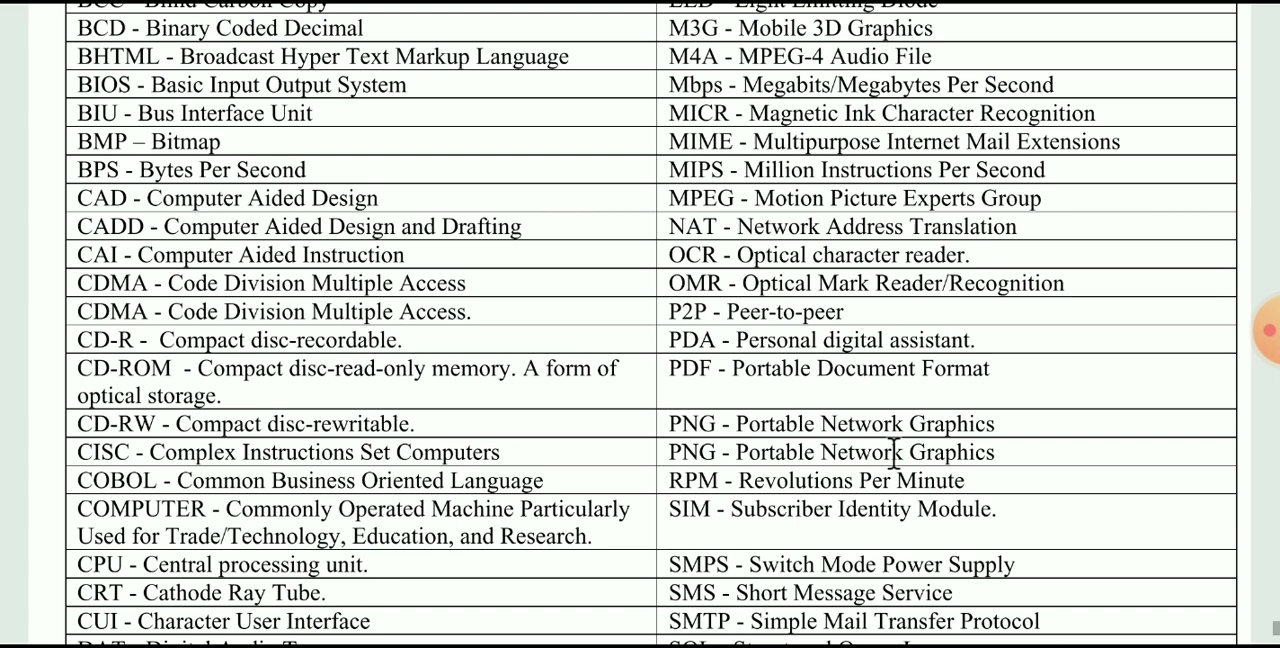 BCC - Blind Carbon Copy
LED - Light Emitting Diode
BCD - Binary Coded Decimal
M3G - Mobile 3D Graphics
BHTML - Broadcast Hyper Text Markup Language
M4A - MPEG-4 Audio File
BIOS - Basic Input Output System
Mbps - Megabits/Megabytes Per Second
BIU - Bus Interface Unit
MICR - Magnetic Ink Character Recognition
BMP – Bitmap
MIME - Multipurpose Internet Mail Extensions
BPS - Bytes Per Second
MIPS - Million Instructions Per Second
CAD - Computer Aided Design
MPEG - Motion Picture Experts Group
CADD - Computer Aided Design and Drafting
NAT - Network Address Translation
CAI - Computer Aided Instruction
OCR - Optical character reader.
CDMA - Code Division Multiple Access
OMR - Optical Mark Reader/Recognition
CDMA - Code Division Multiple Access.
P2P - Peer-to-peer
CD-R - Compact disc-recordable.
PDA - Personal digital assistant.
CD-ROM - Compact disc-read-only memory. A form of
optical storage.
PDF - Portable Document Format
CD-RW - Compact disc-rewritable.
PNG - Portable Network Graphics
CISC - Complex Instructions Set Computers
PNG - Portable Network Graphics
COBOL - Common Business Oriented Language
RPM - Revolutions Per Minute
COMPUTER - Commonly Operated Machine Particularly
Used for Trade/Technology, Education, and Research.
SIM - Subscriber Identity Module.
CPU - Central processing unit.
SMPS - Switch Mode Power Supply
CRT - Cathode Ray Tube.
SMS - Short Message Service
CUI - Character User Interface
SMTP - Simple Mail Transfer Protocol